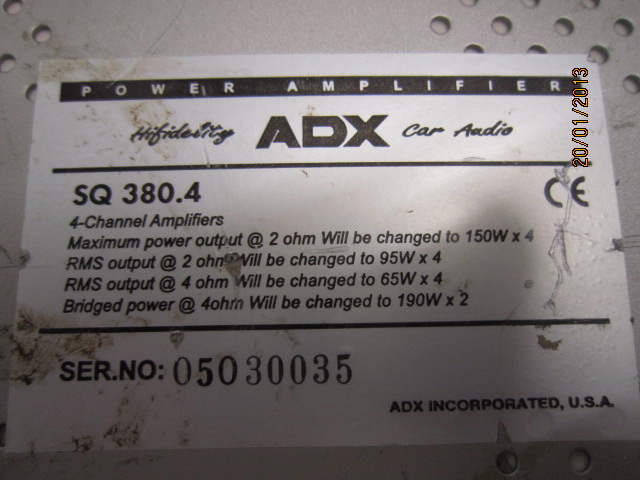 POWER AMPLIFIER
Hifidelity ADX Car Audio
SQ 380.4 CE
4-Channel Amplifiers
Maximum power output @ 2 ohm Will be changed to 150W x 4
RMS output @ 2 ohm Will be changed to 95W x 4
RMS output @ 4 ohm Will be changed to 65W x 4
Bridged power @ 4ohm Will be changed to 190W x 2
SER.NO: 05030035
ADX INCORPORATED, U.S.A.
20/01/2013